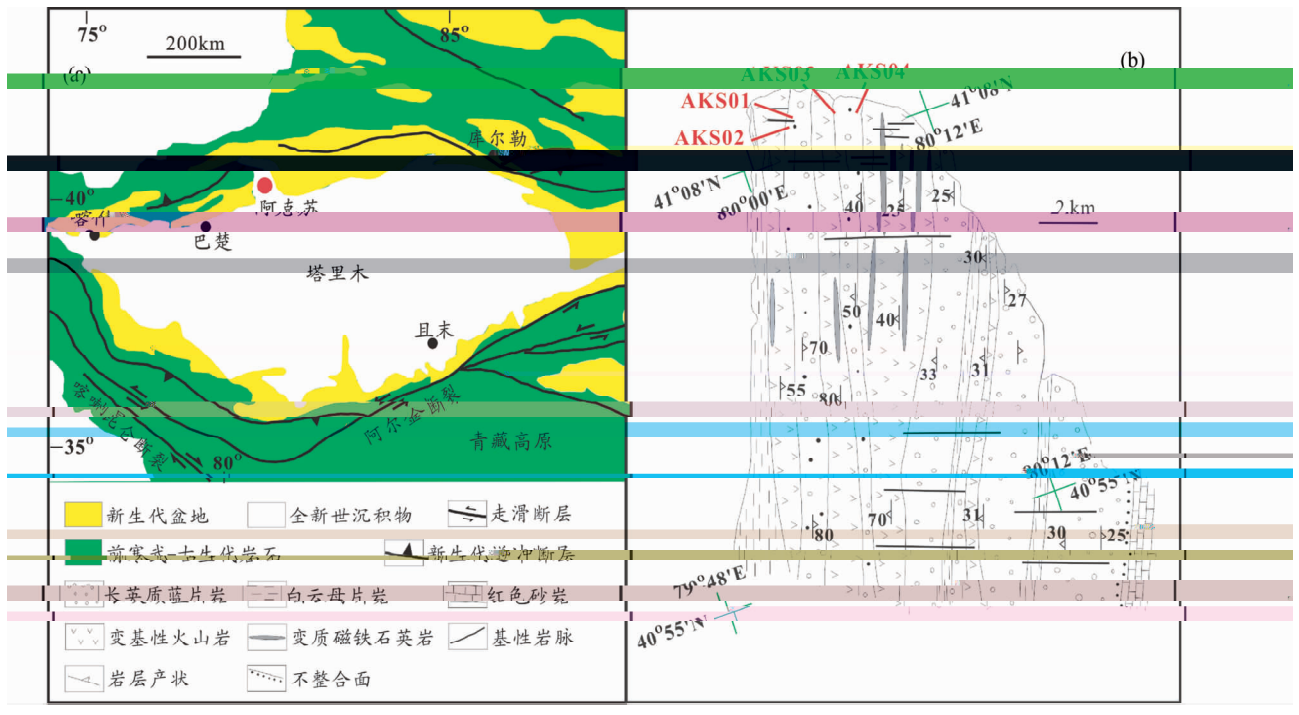 75°
85°
200km
(a)
库尔勒
40°
阿克苏
巴楚
塔里木
且末
喀喇昆仑断裂
阿尔金断裂
青藏高原
35°
80°
新生代盆地
全新世沉积物
走滑断层
前寒武-古生代岩石
新生代逆冲断层
长英质蓝片岩
白云母片岩
红色砂岩
变基性火山岩
变质磁铁石英岩
基性岩脉
岩层产状
不整合面
(b)
AKS03
AKS04
AKS01
AKS02
41°08'N
80°12'E
41°08'N
80°00'E
40
25
25
2 km
30
27
50
40
70
33
31
55
80
80°12'E
40°55'N
80
70
31
30
25
79°48'E
40°55'N